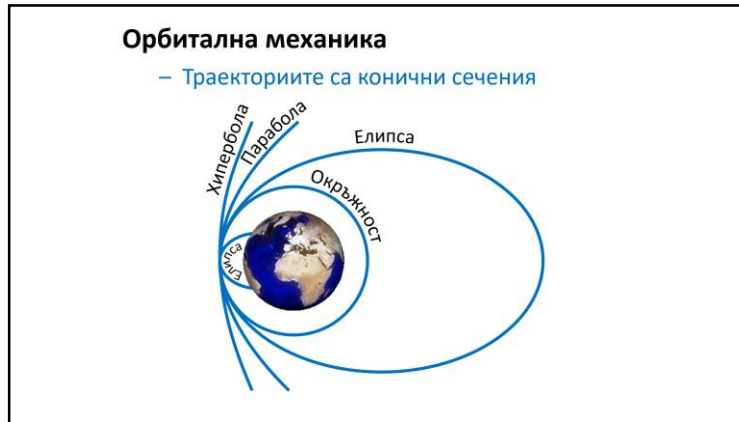 Орбитална механика
– Траекториите са конични сечения
Хипербола
Парабола
Елипса
Окръжност
Елипса